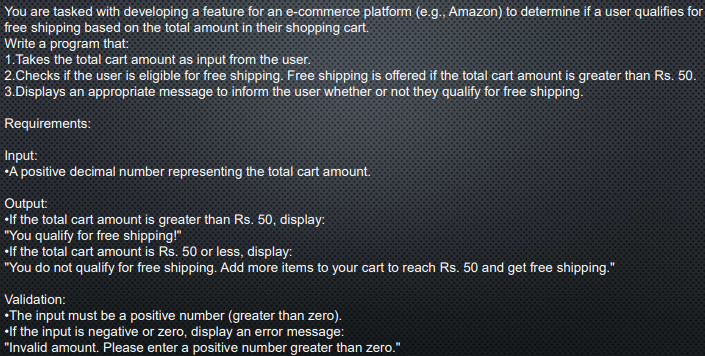 You are tasked with developing a feature for an e-commerce platform (e.g., Amazon) to determine if a user qualifies for
free shipping based on the total amount in their shopping cart.
Write a program that:
1.Takes the total cart amount as input from the user.
2.Checks if the user is eligible for free shipping. Free shipping is offered if the total cart amount is greater than Rs. 50.
3.Displays an appropriate message to inform the user whether or not they qualify for free shipping.
Requirements:
Input:
•A positive decimal number representing the total cart amount.
Output:
•If the total cart amount is greater than Rs. 50, display:
"You qualify for free shipping!"
•If the total cart amount is Rs. 50 or less, display:
"You do not qualify for free shipping. Add more items to your cart to reach Rs. 50 and get free shipping."
Validation:
•The input must be a positive number (greater than zero).
•If the input is negative or zero, display an error message:
"Invalid amount. Please enter a positive number greater than zero."